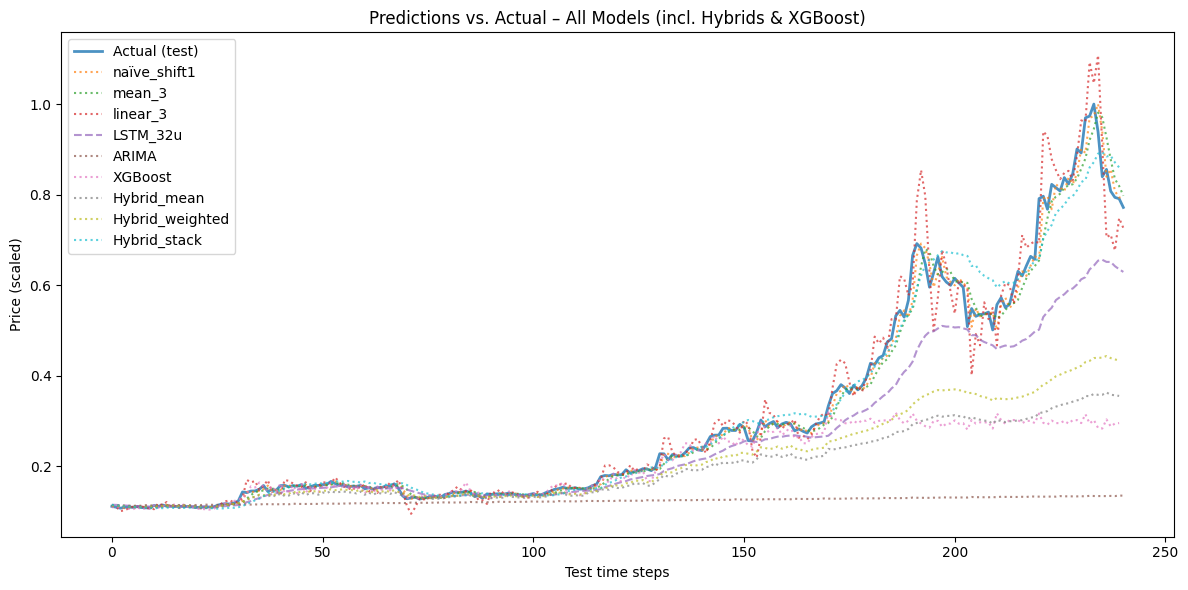 Predictions vs. Actual – All Models (incl. Hybrids & XGBoost)
Actual (test)
naïve_shift1
mean_3
linear_3
LSTM_32u
ARIMA
XGBoost
Hybrid_mean
Hybrid_weighted
Hybrid_stack
Price (scaled)
1.0
0.8
0.6
0.4
0.2
0
50
100
150
200
250
Test time steps